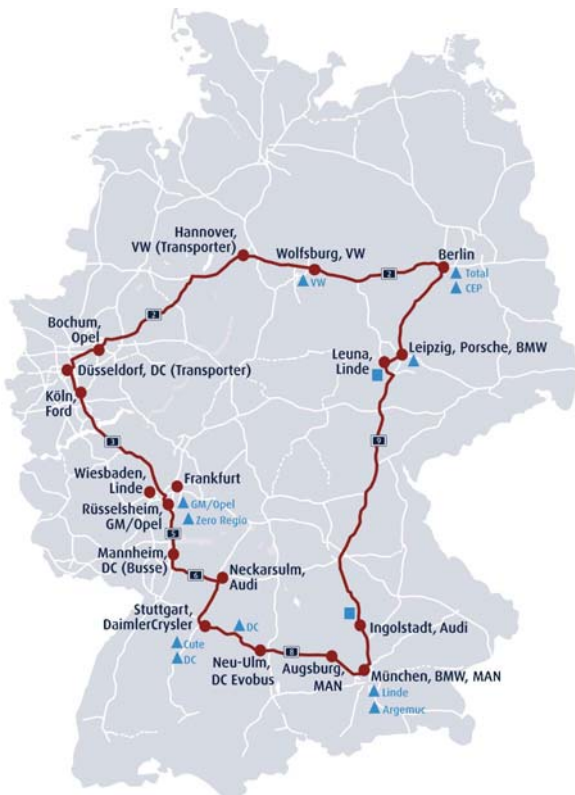 Hannover,
VW (Transporter)
Wolfsburg, VW
VW
2
Berlin
Total
CEP
2
Bochum,
Opel
Düsseldorf, DC (Transporter)
Köln,
Ford
Leuna,
Linde
Leipzig, Porsche, BMW
9
3
Wiesbaden,
Linde
Frankfurt
GM/Opel
Zero Regio
Rüsselsheim,
GM/Opel
5
Mannheim,
DC (Busse)
6
Neckarsulm,
Audi
Stuttgart,
DaimlerCrysler
DC
Cute
DC
Neu-Ulm,
DC Evobus
8
Augsburg,
MAN
Ingolstadt, Audi
München, BMW, MAN
Linde
Argemuc